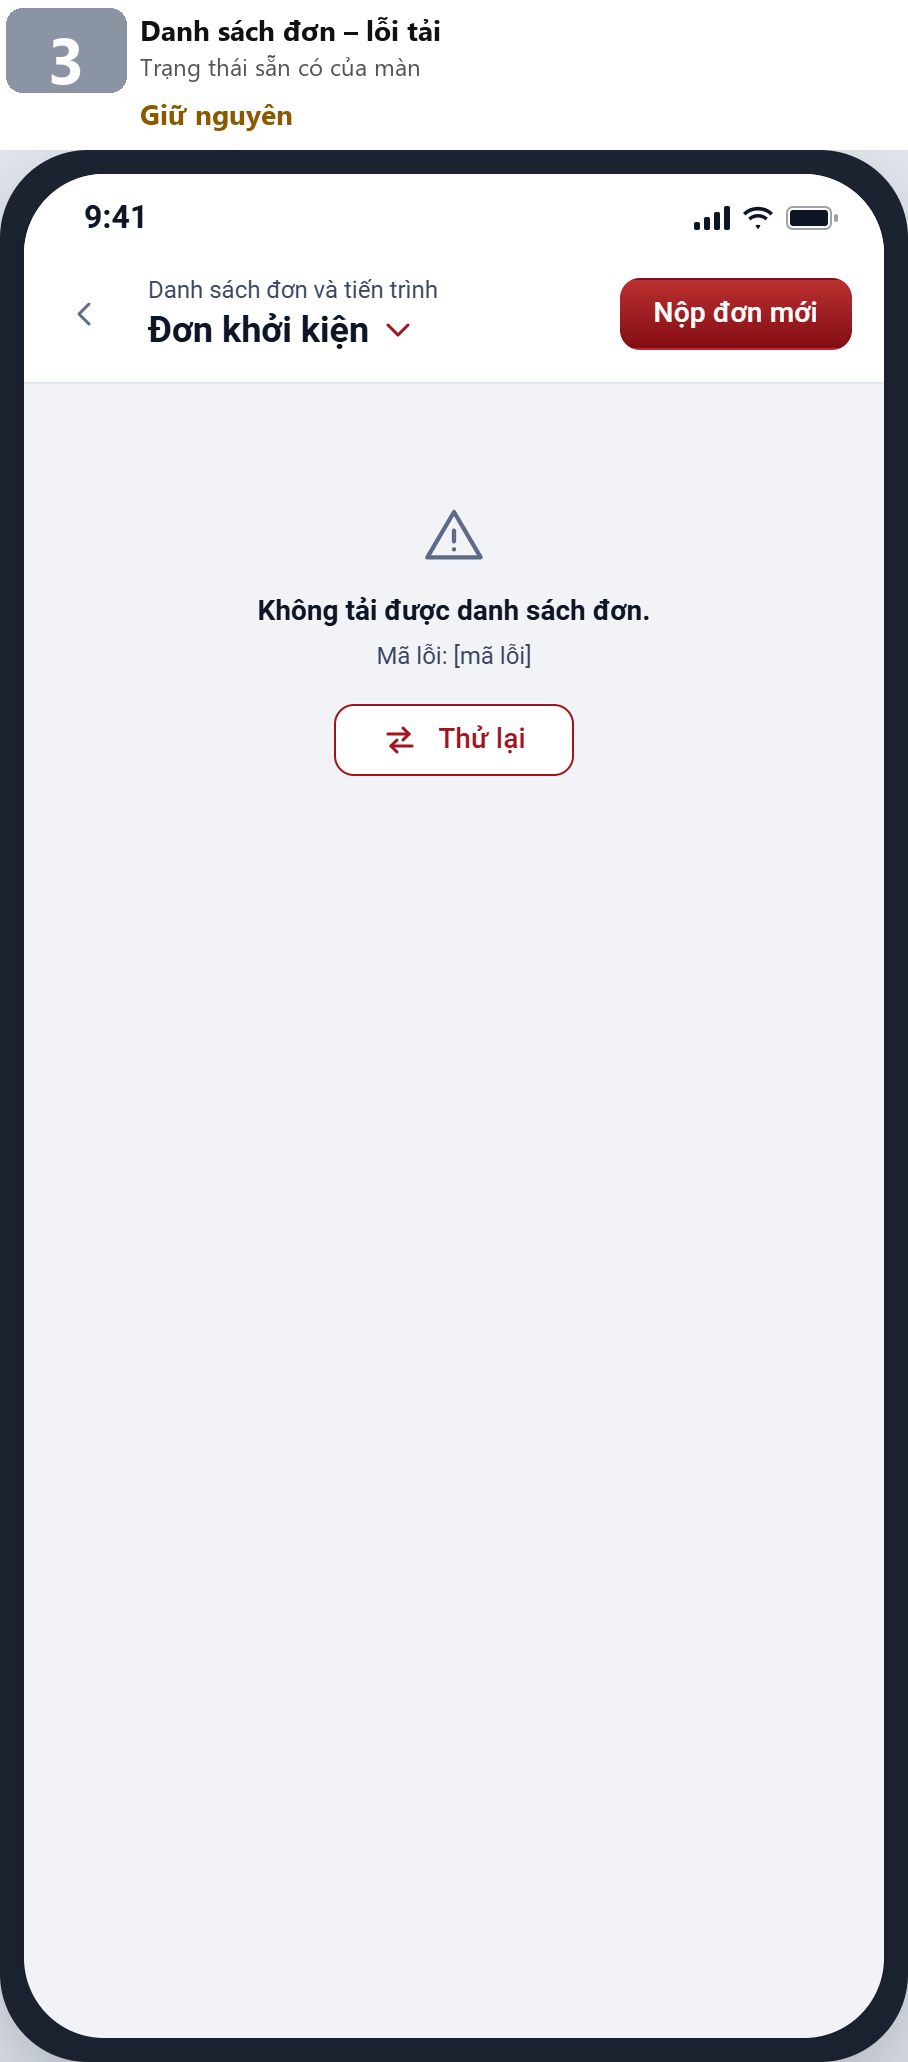 3
Danh sách đơn – lỗi tải
Trạng thái sẵn có của màn
Giữ nguyên
9:41
Danh sách đơn và tiến trình
Đơn khởi kiện
Nộp đơn mới
Không tải được danh sách đơn.
Mã lỗi: [mã lỗi]
Thử lại